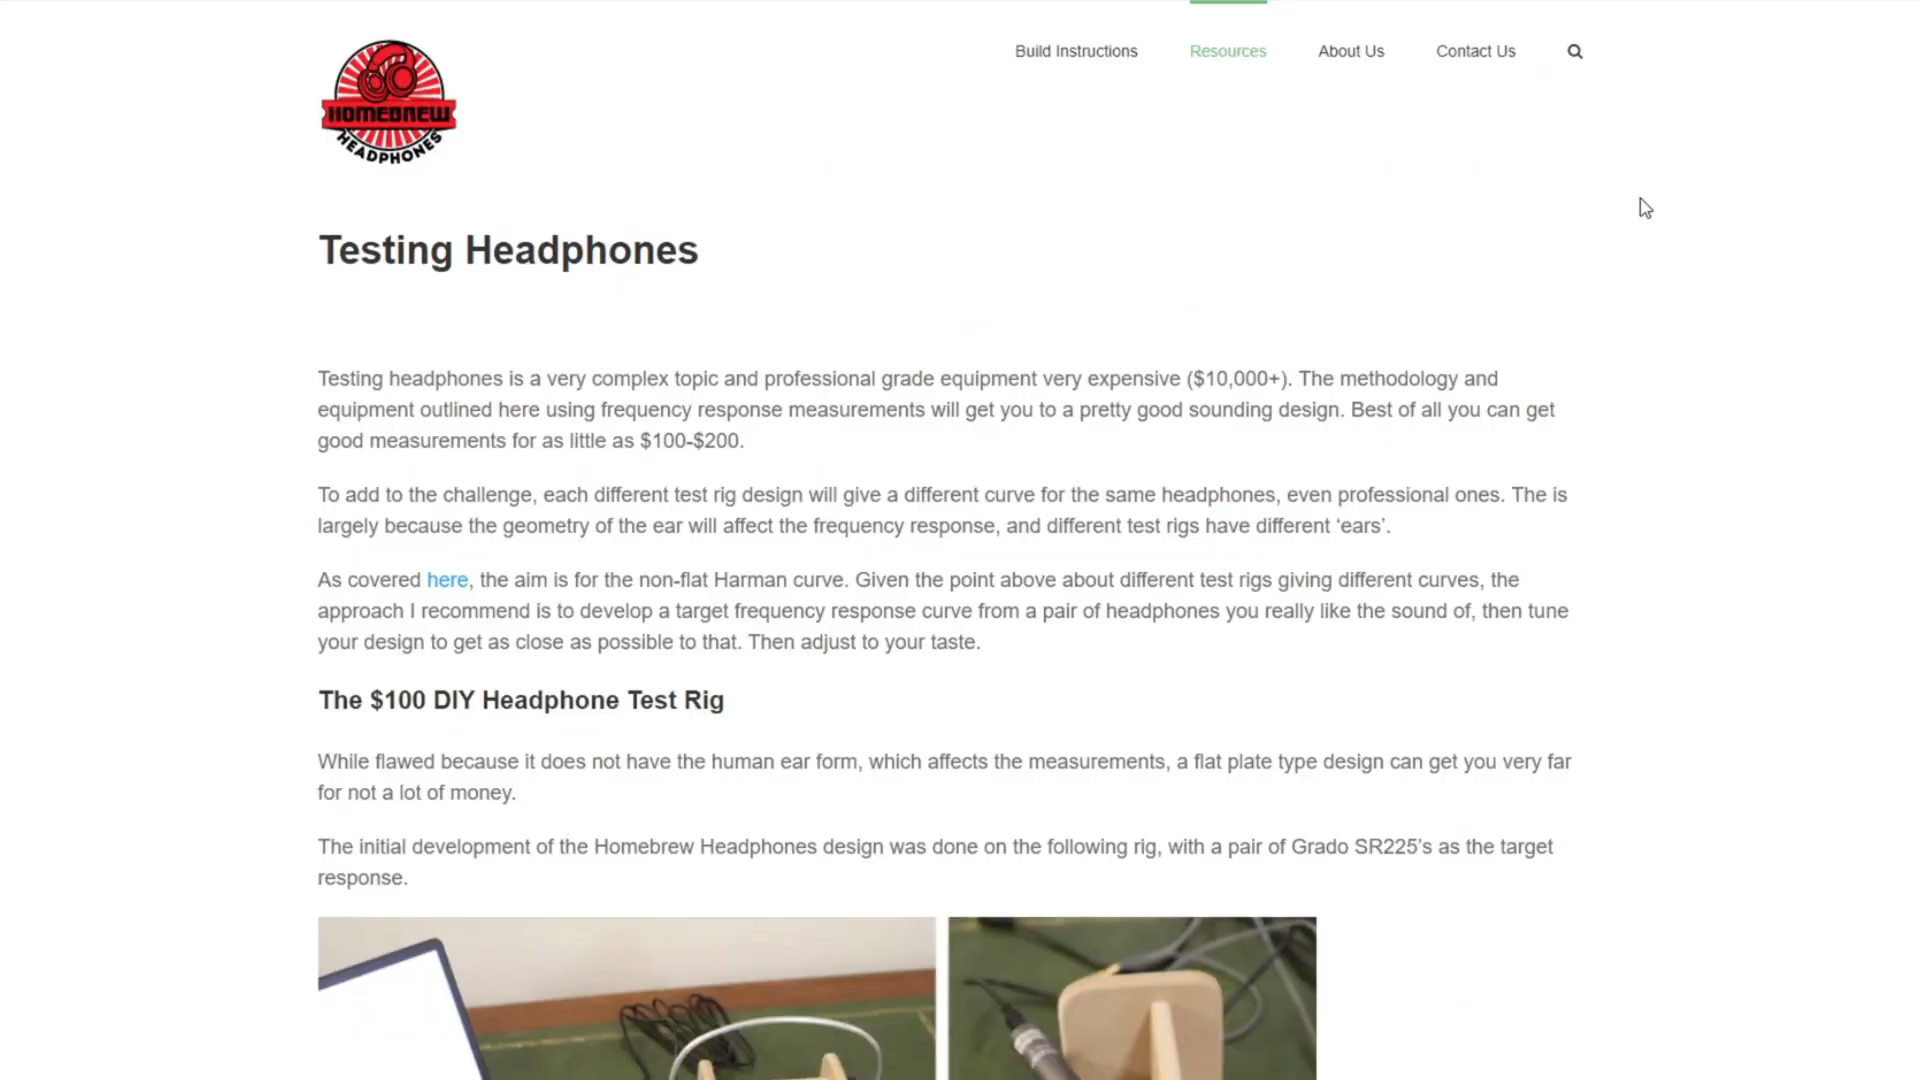 Build Instructions Resources About Us Contact Us
HOMEBREW
HEADPHONES
Testing Headphones
Testing headphones is a very complex topic and professional grade equipment very expensive ($10,000+). The methodology and
equipment outlined here using frequency response measurements will get you to a pretty good sounding design. Best of all you can get
good measurements for as little as $100-$200.
To add to the challenge, each different test rig design will give a different curve for the same headphones, even professional ones. The is
largely because the geometry of the ear will affect the frequency response, and different test rigs have different ‘ears’.
As covered here, the aim is for the non-flat Harman curve. Given the point above about different test rigs giving different curves, the
approach I recommend is to develop a target frequency response curve from a pair of headphones you really like the sound of, then tune
your design to get as close as possible to that. Then adjust to your taste.
The $100 DIY Headphone Test Rig
While flawed because it does not have the human ear form, which affects the measurements, a flat plate type design can get you very far
for not a lot of money.
The initial development of the Homebrew Headphones design was done on the following rig, with a pair of Grado SR225’s as the target
response.